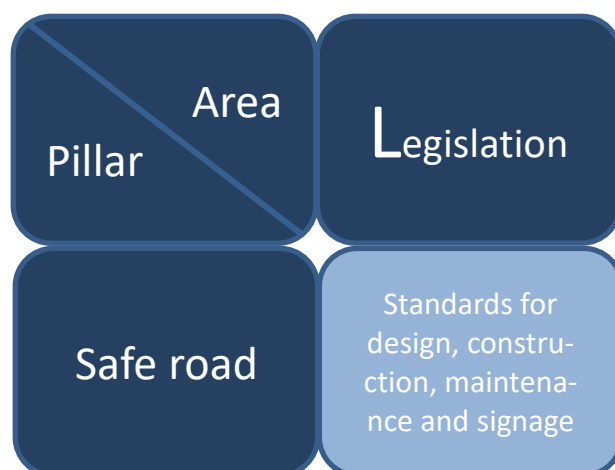 Area
Pillar
Legislation
Safe road
Standards for
design, constru-
ction, maintena-
nce and signage